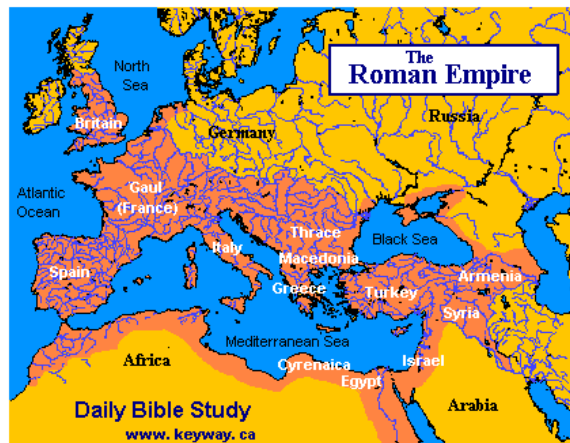 The
Roman Empire
North
Sea
Britain
Germany
Russia
Atlantic
Ocean
Gaul
(France)
Italy
Thrace
Black Sea
Macedonia
Spain
Greece
Turkey
Armenia
Syria
Mediterranean Sea
Africa
Cyrenaica
Israel
Egypt
Arabia
Daily Bible Study
www.keyway.ca